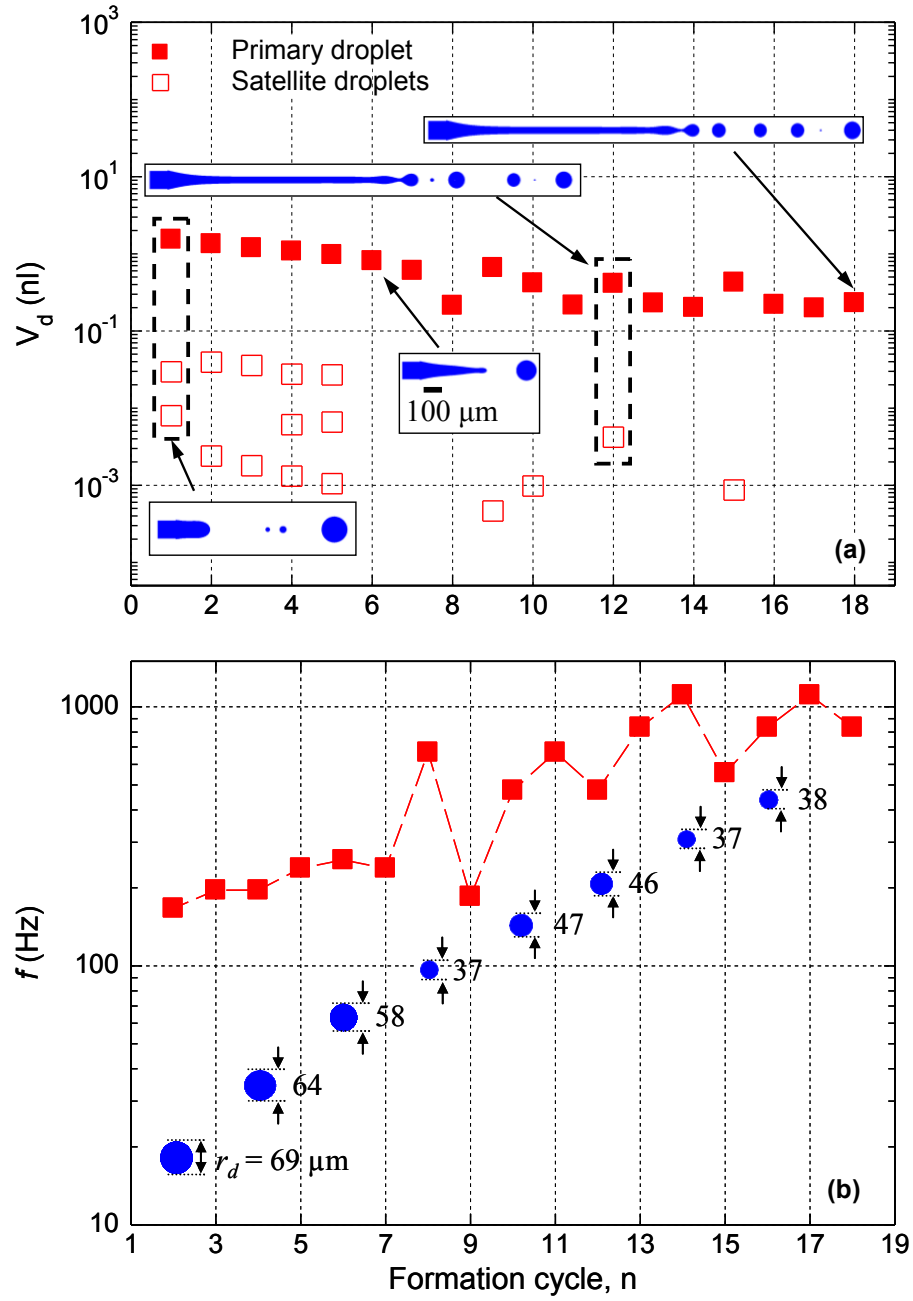 10³
Primary droplet
Satellite droplets
10¹
V_d (nl)
10⁻¹
100 μm
10⁻³
(a)
0 2 4 6 8 10 12 14 16 18
1000
38
37
46
47
f (Hz)
100
37
58
64
r_d = 69 μm
(b)
10
1 3 5 7 9 11 13 15 17 19
Formation cycle, n